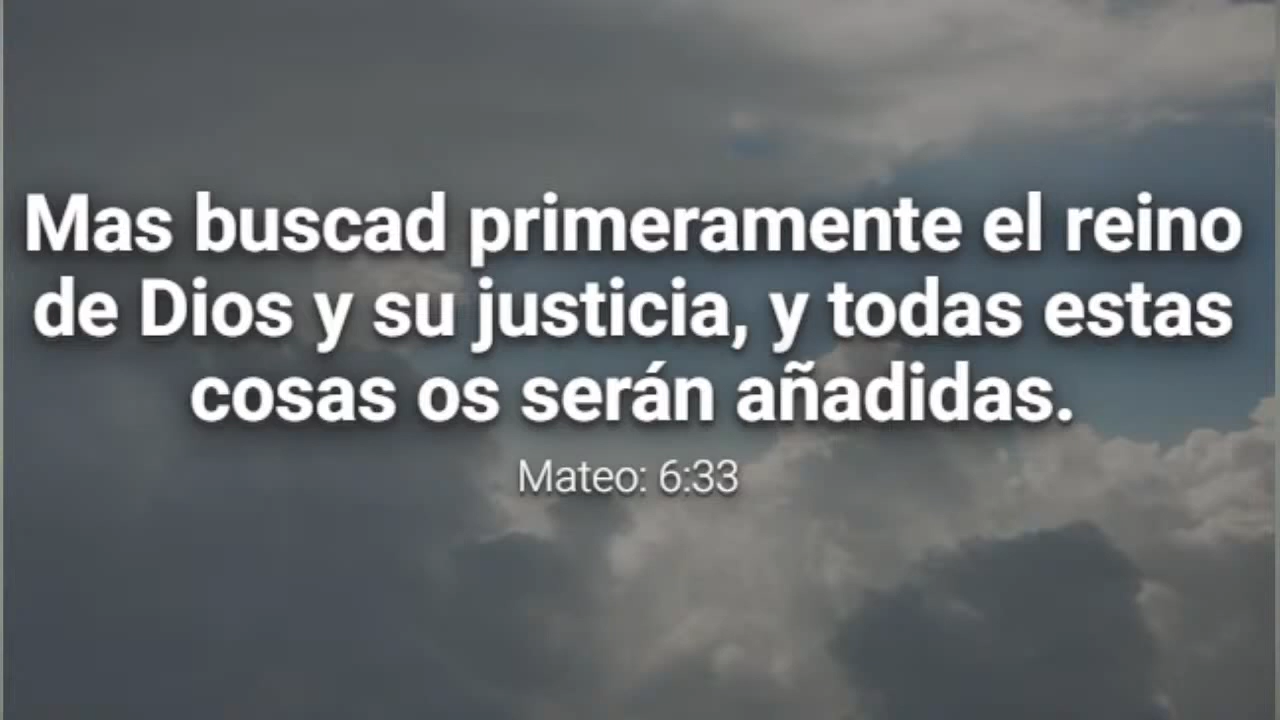 Mas buscad primeramente el reino
de Dios y su justicia, y todas estas
cosas os serán añadidas.
Mateo: 6:33